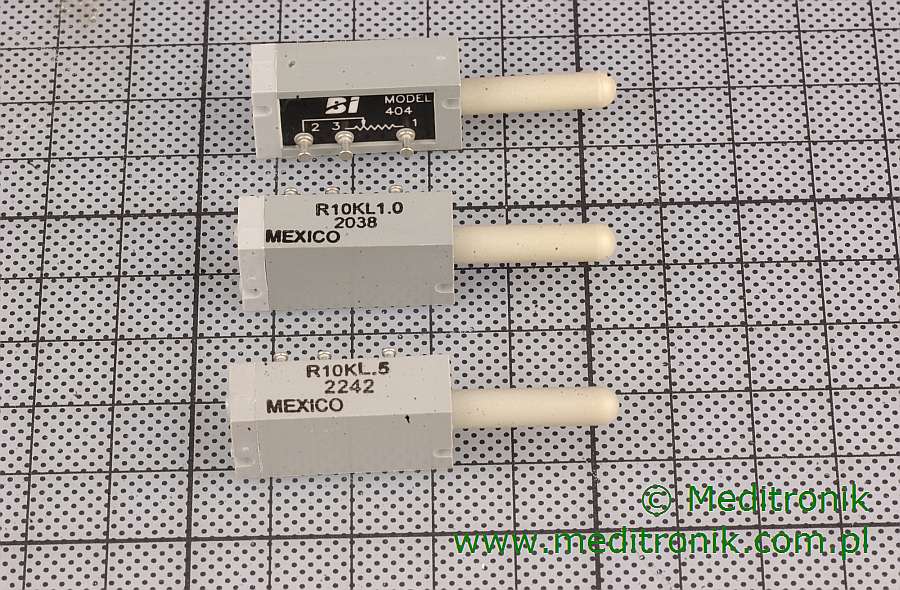 BI MODEL
404
2 3 1
R10KL1.0
2038
MEXICO
R10KL.5
2242
MEXICO
© Meditronik
www.meditronik.com.pl